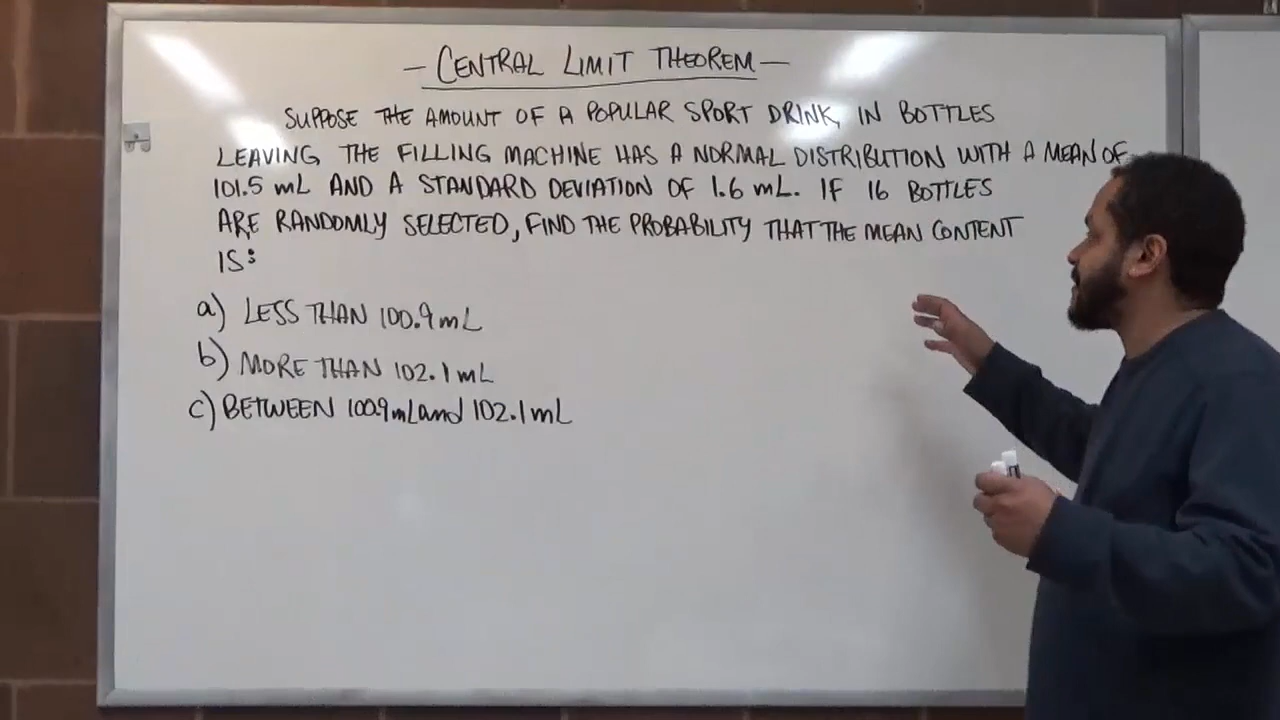 - CENTRAL LIMIT THEOREM -
SUPPOSE THE AMOUNT OF A POPULAR SPORT DRINK, IN BOTTLES
LEAVING THE FILLING MACHINE HAS A NORMAL DISTRIBUTION WITH A MEAN OF
101.5 mL AND A STANDARD DEVIATION OF 1.6 mL. IF 16 BOTTLES
ARE RANDOMLY SELECTED, FIND THE PROBABILITY THAT THE MEAN CONTENT
IS:
a) LESS THAN 100.9 mL
b) MORE THAN 102.1 mL
c) BETWEEN 100.9 mL and 102.1 mL